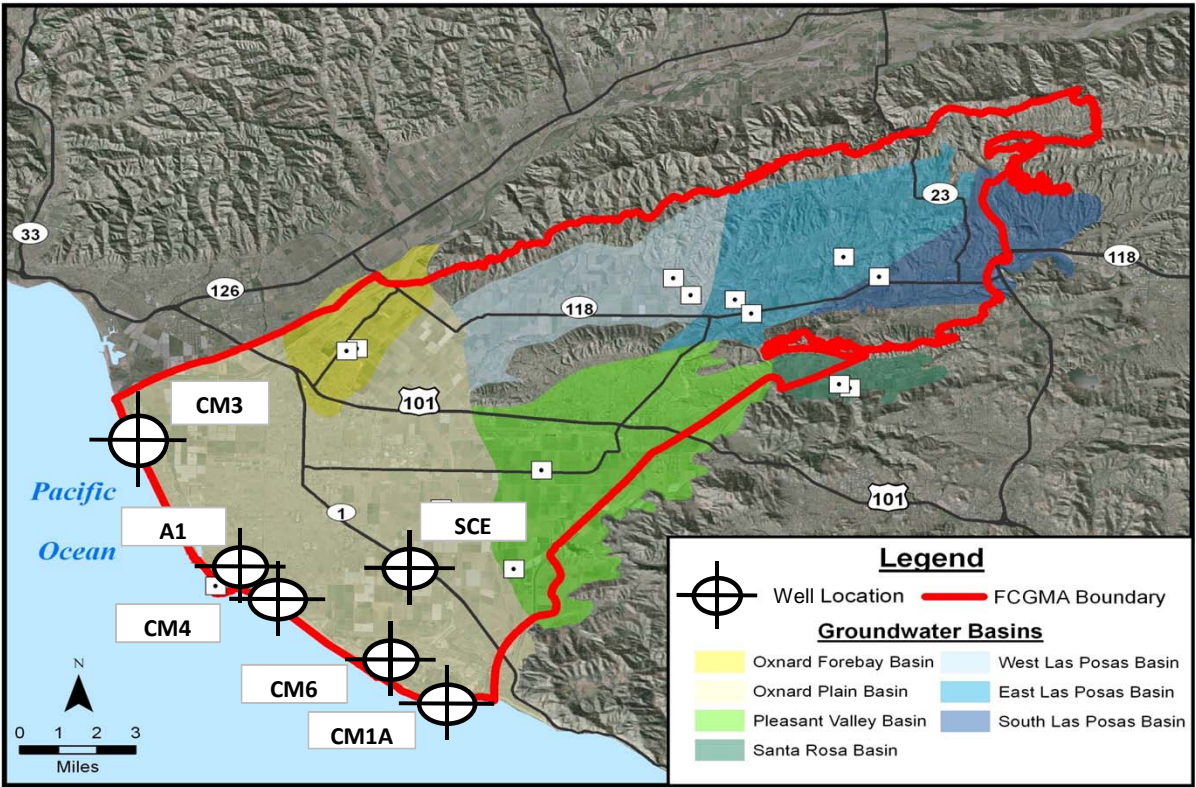 33
126
118
23
118
CM3
101
Pacific
Ocean
A1
1
SCE
101
CM4
CM6
CM1A
N
0 1 2 3
Miles
Legend
Well Location
FCGMA Boundary
Groundwater Basins
Oxnard Forebay Basin
West Las Posas Basin
Oxnard Plain Basin
East Las Posas Basin
Pleasant Valley Basin
South Las Posas Basin
Santa Rosa Basin